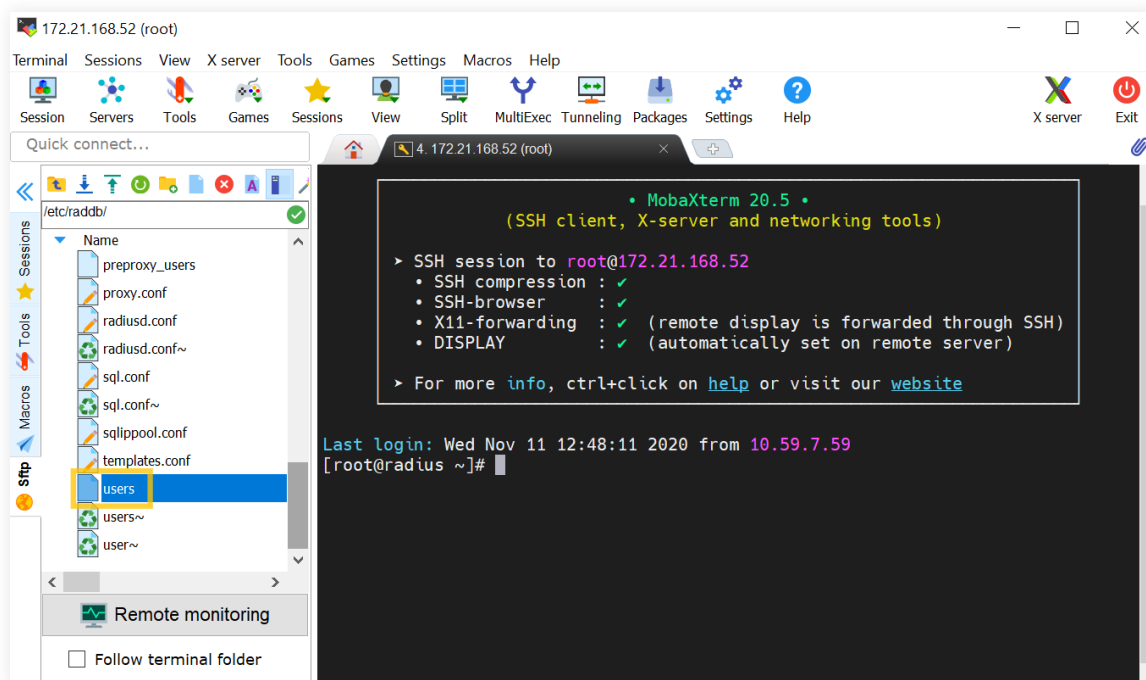 172.21.168.52 (root)
Terminal Sessions View X server Tools Games Settings Macros Help
Session Servers Tools Games Sessions View Split MultiExec Tunneling Packages Settings Help X server Exit
Quick connect...
4. 172.21.168.52 (root)
/etc/raddb/
Name
preproxy_users
proxy.conf
radiusd.conf
radiusd.conf~
sql.conf
sql.conf~
sqlippool.conf
templates.conf
users
users~
user~
Remote monitoring
Follow terminal folder
Sessions
Tools
Macros
Sftp
• MobaXterm 20.5 •
(SSH client, X-server and networking tools)
➤ SSH session to root@172.21.168.52
• SSH compression : ✔
• SSH-browser : ✔
• X11-forwarding : ✔ (remote display is forwarded through SSH)
• DISPLAY : ✔ (automatically set on remote server)
➤ For more info, ctrl+click on help or visit our website
Last login: Wed Nov 11 12:48:11 2020 from 10.59.7.59
[root@radius ~]#